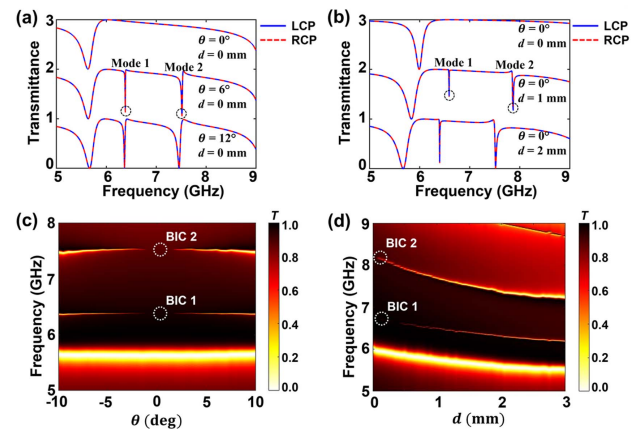 (a)
LCP
RCP
3
2
1
0
Transmittance
θ = 0°
d = 0 mm
Mode 1
Mode 2
θ = 6°
d = 0 mm
θ = 12°
d = 0 mm
5
6
7
8
9
Frequency (GHz)
(b)
LCP
RCP
3
2
1
0
Transmittance
θ = 0°
d = 0 mm
Mode 1
Mode 2
θ = 0°
d = 1 mm
θ = 0°
d = 2 mm
5
6
7
8
9
Frequency (GHz)
(c)
8
7
6
5
Frequency (GHz)
BIC 2
BIC 1
-10
-5
0
5
10
θ (deg)
T
1.0
0.8
0.6
0.4
0.2
0.0
(d)
9
8
7
6
5
Frequency (GHz)
BIC 2
BIC 1
0
1
2
3
d (mm)
T
1.0
0.8
0.6
0.4
0.2
0.0